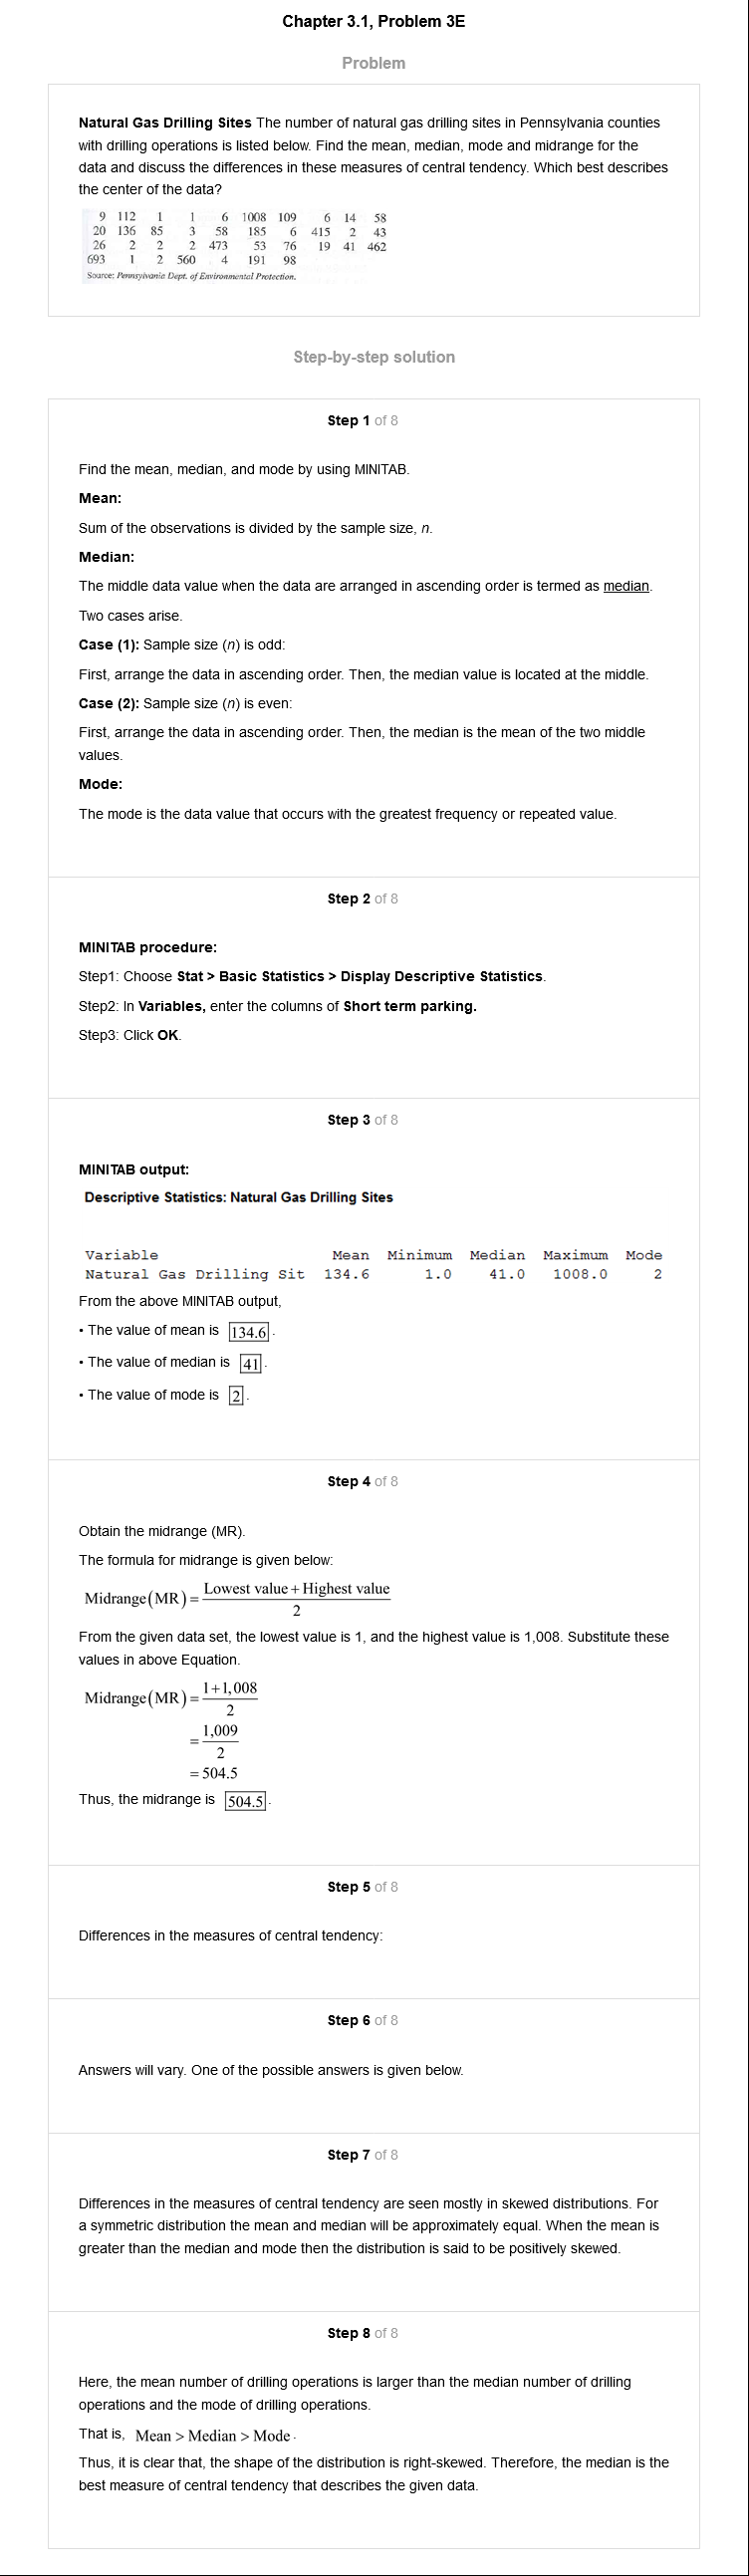 Chapter 3.1, Problem 3E
Problem
Natural Gas Drilling Sites The number of natural gas drilling sites in Pennsylvania counties
with drilling operations is listed below. Find the mean, median, mode and midrange for the
data and discuss the differences in these measures of central tendency. Which best describes
the center of the data?
9 112 1 1 6 1008 109 6 14 58
20 136 85 3 58 185 6 415 2 43
26 2 2 2 473 53 76 19 41 462
693 1 2 560 4 191 98
Source: Pennsylvania Dept. of Environmental Protection.
Step-by-step solution
Step 1 of 8
Find the mean, median, and mode by using MINITAB.
Mean:
Sum of the observations is divided by the sample size, n.
Median:
The middle data value when the data are arranged in ascending order is termed as median.
Two cases arise.
Case (1): Sample size (n) is odd:
First, arrange the data in ascending order. Then, the median value is located at the middle.
Case (2): Sample size (n) is even:
First, arrange the data in ascending order. Then, the median is the mean of the two middle
values.
Mode:
The mode is the data value that occurs with the greatest frequency or repeated value.
Step 2 of 8
MINITAB procedure:
Step1: Choose Stat > Basic Statistics > Display Descriptive Statistics.
Step2: In Variables, enter the columns of Short term parking.
Step3: Click OK.
Step 3 of 8
MINITAB output:
Descriptive Statistics: Natural Gas Drilling Sites
Variable Mean Minimum Median Maximum Mode
Natural Gas Drilling Sit 134.6 1.0 41.0 1008.0 2
From the above MINITAB output,
• The value of mean is 134.6.
• The value of median is 41.
• The value of mode is 2.
Step 4 of 8
Obtain the midrange (MR).
The formula for midrange is given below:
Midrange(MR) = Lowest value + Highest value
2
From the given data set, the lowest value is 1, and the highest value is 1,008. Substitute these
values in above Equation.
Midrange(MR) = 1+1,008
2
= 1,009
2
= 504.5
Thus, the midrange is 504.5.
Step 5 of 8
Differences in the measures of central tendency:
Step 6 of 8
Answers will vary. One of the possible answers is given below.
Step 7 of 8
Differences in the measures of central tendency are seen mostly in skewed distributions. For
a symmetric distribution the mean and median will be approximately equal. When the mean is
greater than the median and mode then the distribution is said to be positively skewed.
Step 8 of 8
Here, the mean number of drilling operations is larger than the median number of drilling
operations and the mode of drilling operations.
That is, Mean > Median > Mode.
Thus, it is clear that, the shape of the distribution is right-skewed. Therefore, the median is the
best measure of central tendency that describes the given data.